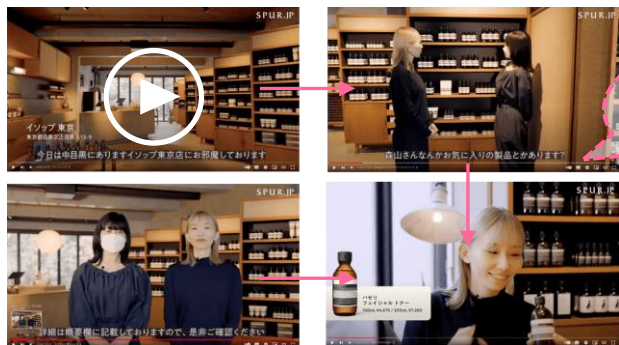 SPUR.JP
イソップ 東京
今日は中目黒にありますイソップ東京店にお邪魔しております
SPUR.JP
森山さんなんかお気に入りの製品とかあります?
SPUR.JP
詳細は概要欄に記載しておりますので、是非ご確認ください
SPUR.JP
パセリ
フェイシャル トナー